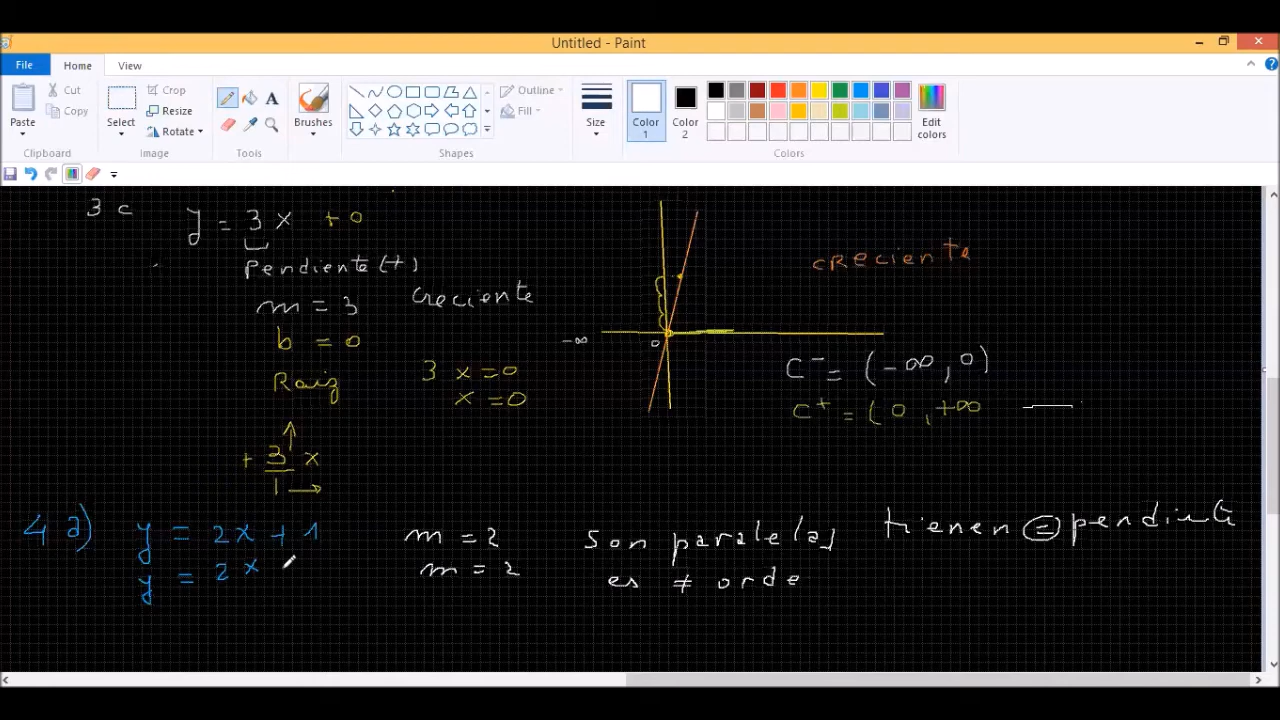 Untitled - Paint
File Home View
Paste Cut Copy Clipboard
Select Crop Resize Rotate Image
Tools
Brushes
Shapes Outline Fill
Size
Color 1 Color 2 Edit colors Colors
3 c y = 3 x + 0
Pendiente (+)
m = 3 creciente
b = 0
Raiz 3 x = 0
x = 0
+ 3 x
1
creciente
-∞ 0
C⁻ = (-∞, 0)
C⁺ = (0, +∞
4 a) y = 2x + 1 m = 2 Son paralelas tienen = pendiente
y = 2x m = 2 es ≠ orde